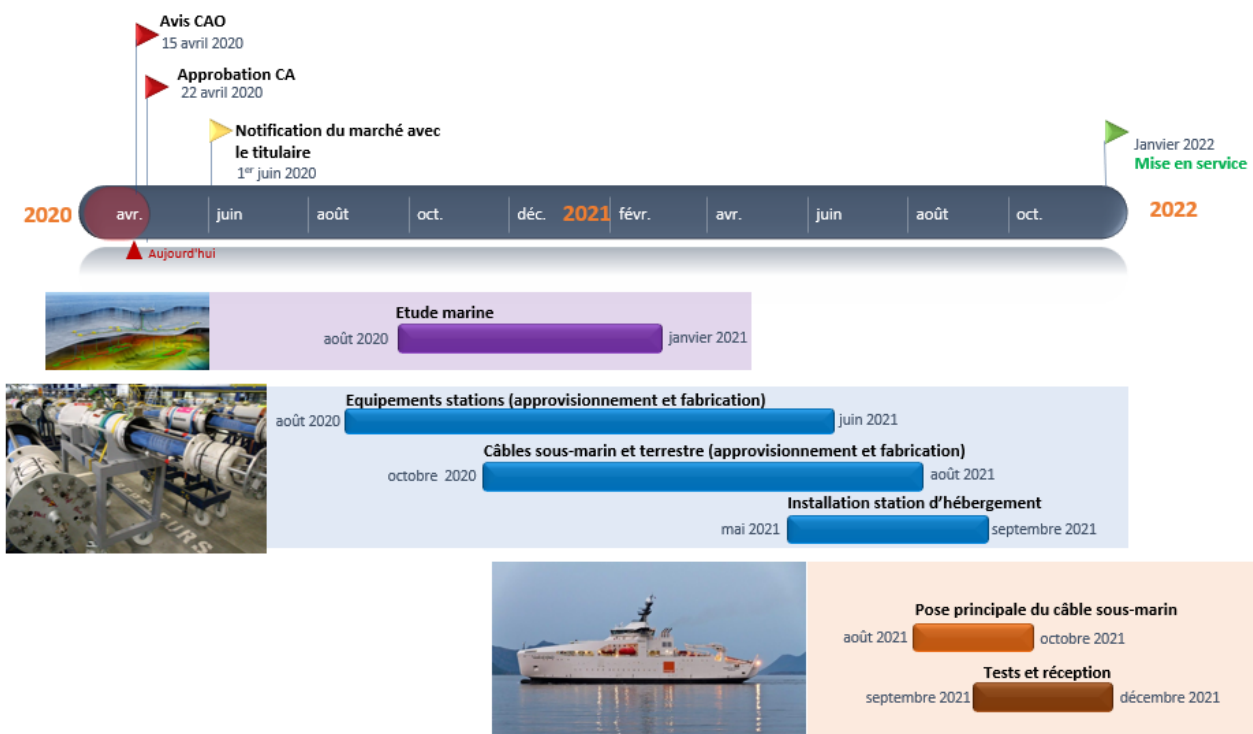 Avis CAO
15 avril 2020
Approbation CA
22 avril 2020
Notification du marché avec
le titulaire
1er juin 2020
Janvier 2022
Mise en service
2020 avr. juin août oct. déc. 2021 févr. avr. juin août oct. 2022
Aujourd'hui
Etude marine
août 2020 janvier 2021
Equipements stations (approvisionnement et fabrication)
août 2020 juin 2021
Câbles sous-marin et terrestre (approvisionnement et fabrication)
octobre 2020 août 2021
Installation station d'hébergement
mai 2021 septembre 2021
Pose principale du câble sous-marin
août 2021 octobre 2021
Tests et réception
septembre 2021 décembre 2021